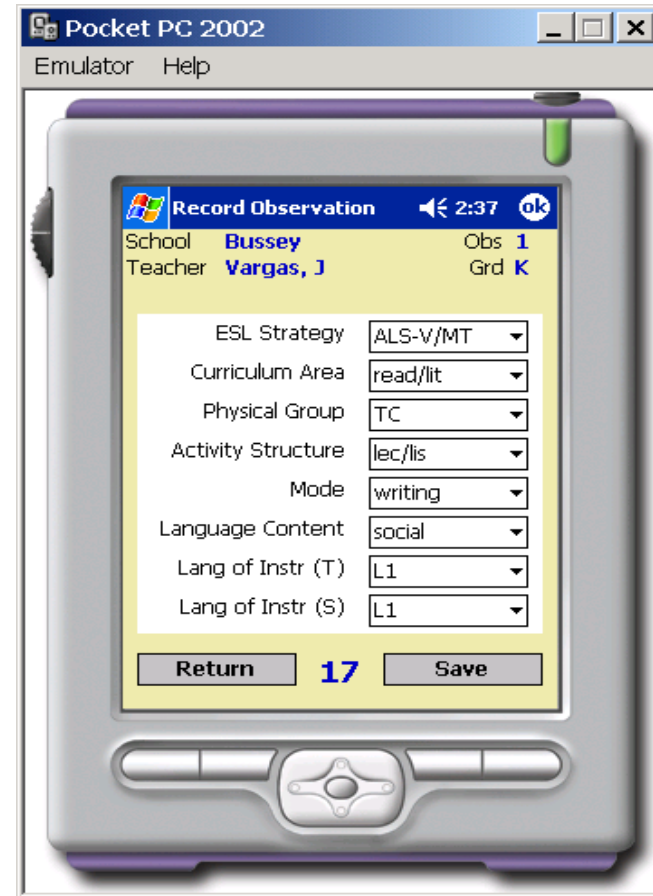 Pocket PC 2002
Emulator Help
Record Observation 2:37 ok
School Bussey Obs 1
Teacher Vargas, J Grd K
ESL Strategy ALS-V/MT
Curriculum Area read/lit
Physical Group TC
Activity Structure lec/lis
Mode writing
Language Content social
Lang of Instr (T) L1
Lang of Instr (S) L1
Return 17 Save